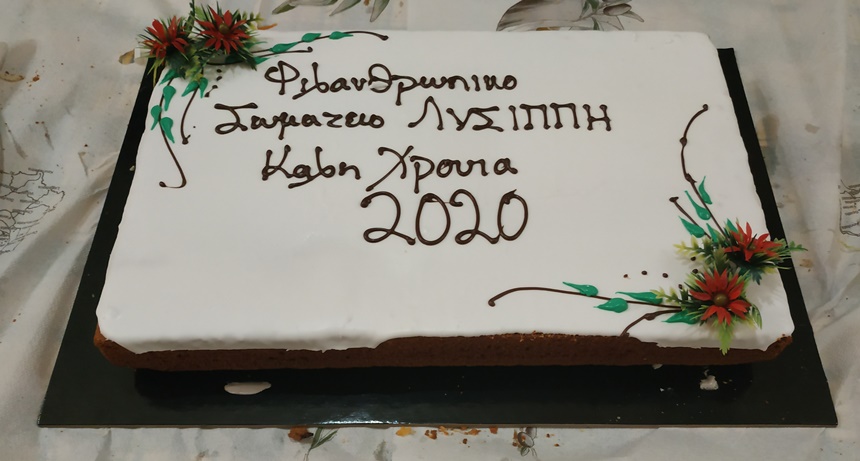 Φιλανθρωπικο
Σωματειο ΛΥΣΙΠΠΗ
Καλη Χρονια
2020